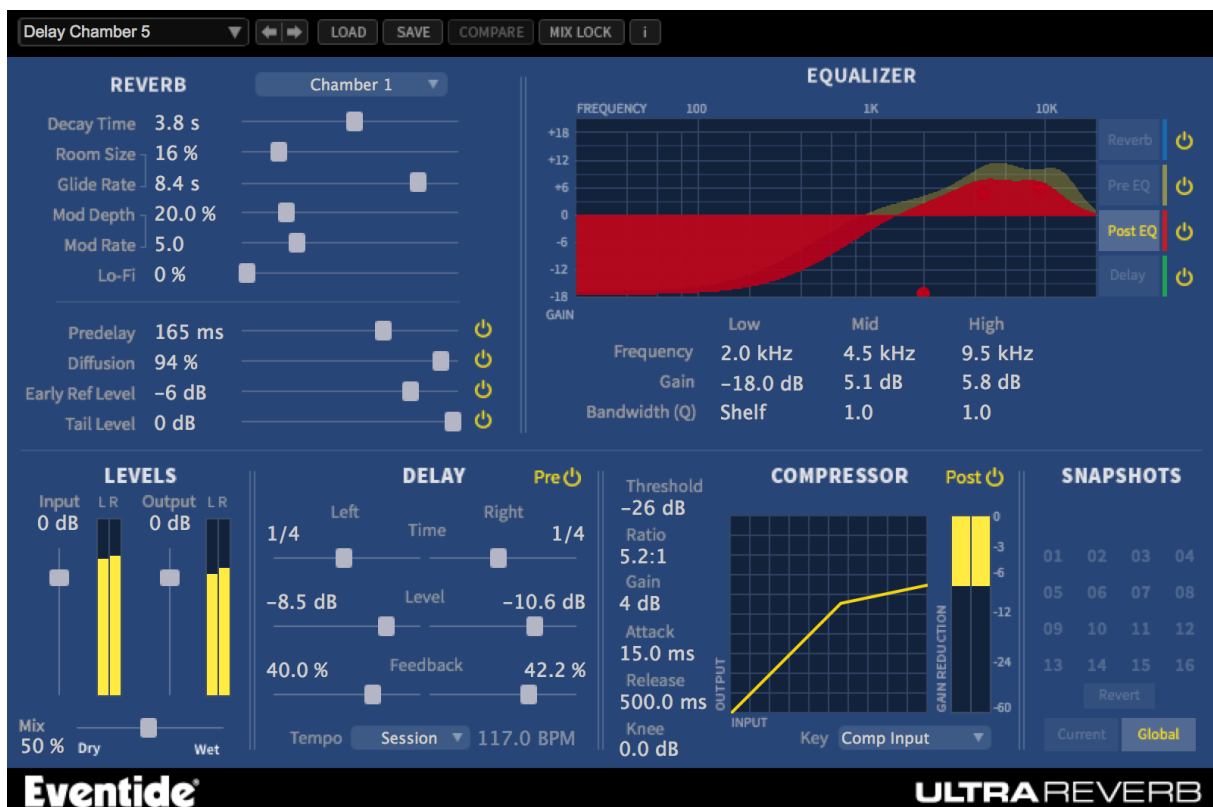 Delay Chamber 5 LOAD SAVE COMPARE MIX LOCK i
REVERB Chamber 1
Decay Time 3.8 s
Room Size 16 %
Glide Rate 8.4 s
Mod Depth 20.0 %
Mod Rate 5.0
Lo-Fi 0 %
Predelay 165 ms
Diffusion 94 %
Early Ref Level -6 dB
Tail Level 0 dB
EQUALIZER
FREQUENCY 100 1K 10K
+18
+12
+6
0
-6
-12
-18
GAIN
Reverb
Pre EQ
Post EQ
Delay
Low Mid High
Frequency 2.0 kHz 4.5 kHz 9.5 kHz
Gain -18.0 dB 5.1 dB 5.8 dB
Bandwidth (Q) Shelf 1.0 1.0
LEVELS
Input L R Output L R
0 dB 0 dB
Mix
50 % Dry Wet
DELAY Pre
Left Right
1/4 Time 1/4
-8.5 dB Level -10.6 dB
40.0 % Feedback 42.2 %
Tempo Session 117.0 BPM
COMPRESSOR Post
Threshold
-26 dB
Ratio
5.2:1
Gain
4 dB
Attack
15.0 ms
Release
500.0 ms
Knee
0.0 dB
OUTPUT
INPUT
Key Comp Input
GAIN REDUCTION
0
-3
-6
-12
-24
-60
SNAPSHOTS
01 02 03 04
05 06 07 08
09 10 11 12
13 14 15 16
Revert
Current Global
Eventide® ULTRAREVERB